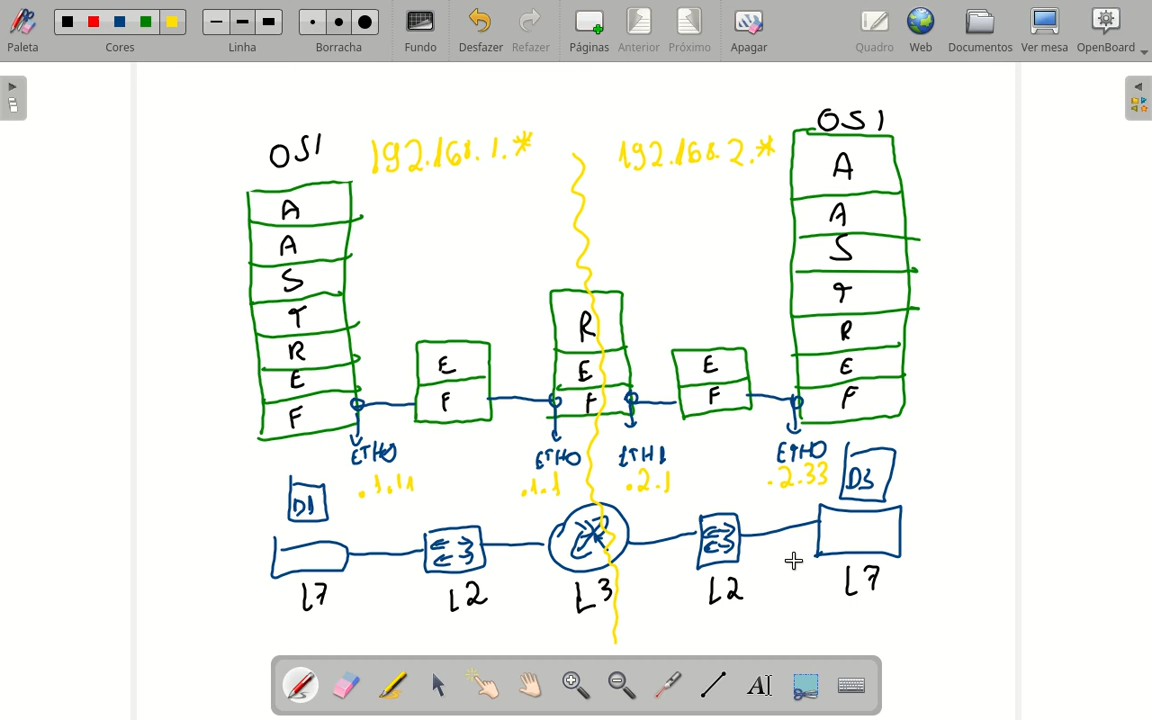 Paleta Cores Linha Borracha Fundo Desfazer Refazer Páginas Anterior Próximo Apagar Quadro Web Documentos Ver mesa OpenBoard
OSI 192.168.1.* 192.168.2.* OSI
A
A
S
T
R
E
F
E
F
R
E
F
E
F
A
A
S
T
R
E
F
ETH0 ETH0 ETH1 ETH0
.1.11 .1.1 .2.1 .2.33
D1 D3
L7 L2 L3 L2 L7
AI